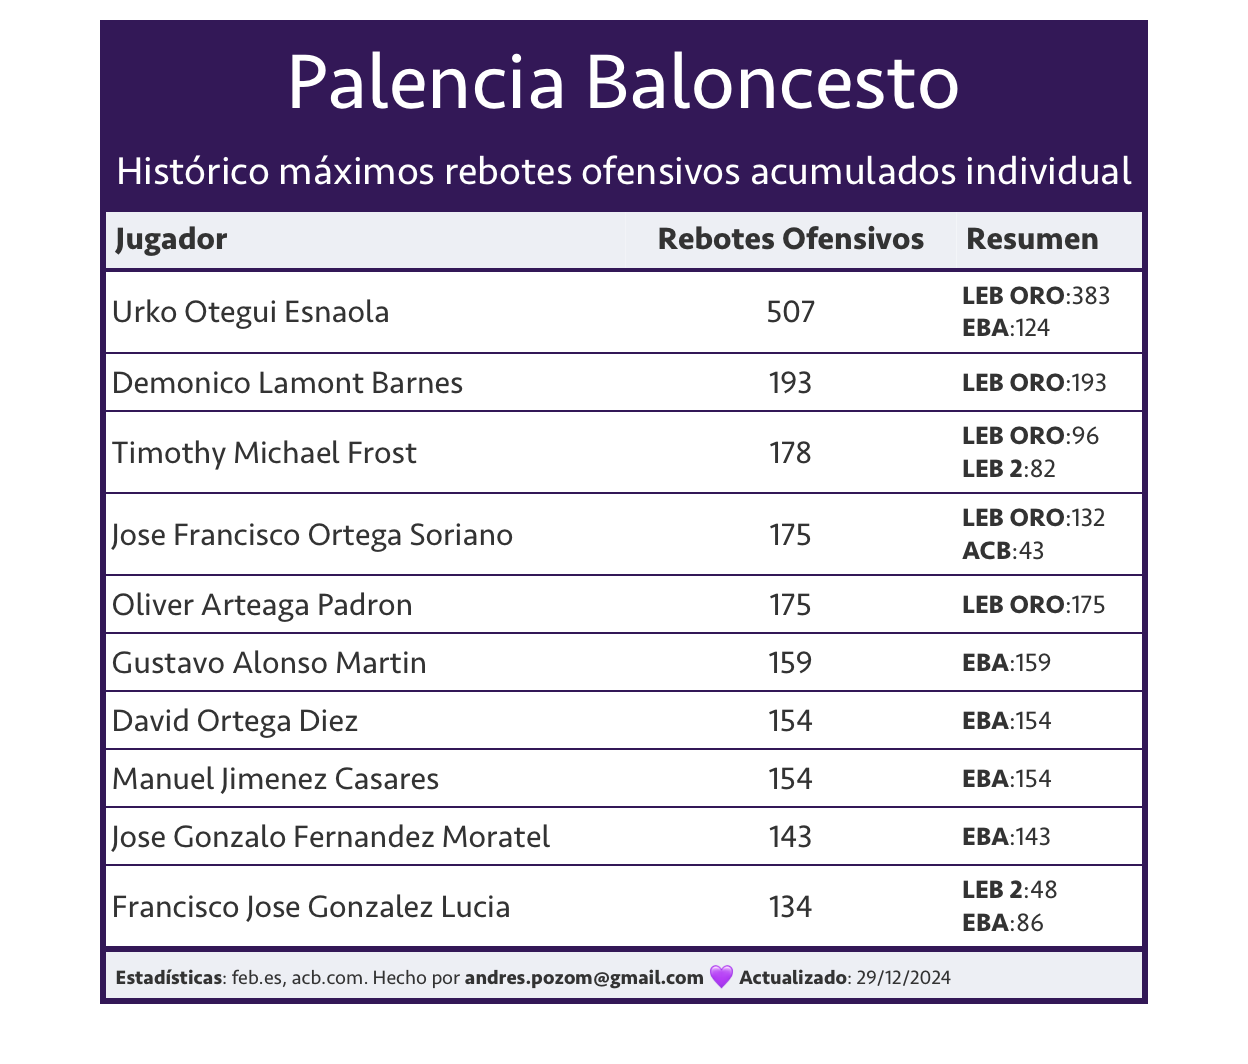 Palencia Baloncesto
Histórico máximos rebotes ofensivos acumulados individual
Jugador Rebotes Ofensivos Resumen
Urko Otegui Esnaola 507 LEB ORO:383
EBA:124
Demonico Lamont Barnes 193 LEB ORO:193
Timothy Michael Frost 178 LEB ORO:96
LEB 2:82
Jose Francisco Ortega Soriano 175 LEB ORO:132
ACB:43
Oliver Arteaga Padron 175 LEB ORO:175
Gustavo Alonso Martin 159 EBA:159
David Ortega Diez 154 EBA:154
Manuel Jimenez Casares 154 EBA:154
Jose Gonzalo Fernandez Moratel 143 EBA:143
Francisco Jose Gonzalez Lucia 134 LEB 2:48
EBA:86
Estadísticas: feb.es, acb.com. Hecho por andres.pozom@gmail.com 💜 Actualizado: 29/12/2024